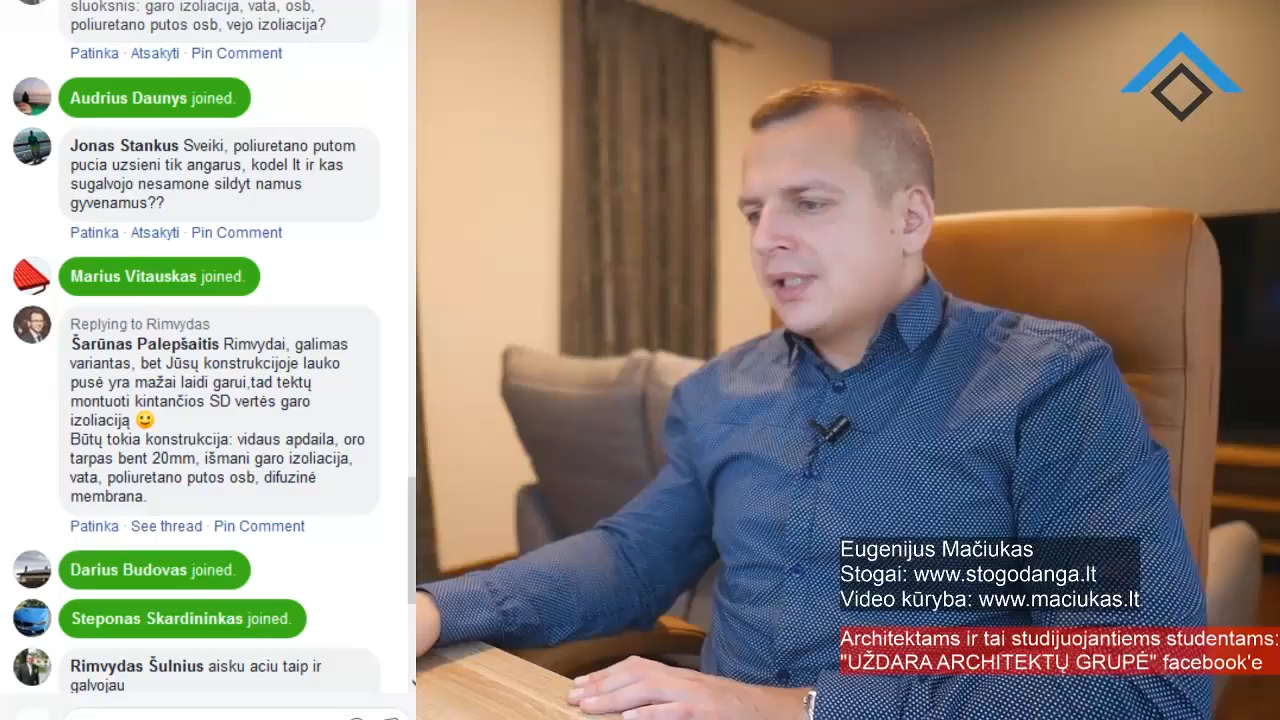 sluoksnis: garo izoliacija, vata, osb,
poliuretano putos osb, vejo izoliacija?
Patinka · Atsakyti · Pin Comment
Audrius Daunys joined.
Jonas Stankus Sveiki, poliuretano putom
pucia uzsieni tik angarus, kodel lt ir kas
sugalvojo nesamone sildyt namus
gyvenamus??
Patinka · Atsakyti · Pin Comment
Marius Vitauskas joined.
Replying to Rimvydas
Šarūnas Palepšaitis Rimvydai, galimas
variantas, bet Jūsų konstrukcijoje lauko
pusė yra mažai laidi garui,tad tektų
montuoti kintančios SD vertės garo
izoliaciją 🙂
Būtų tokia konstrukcija: vidaus apdaila, oro
tarpas bent 20mm, išmani garo izoliacija,
vata, poliuretano putos osb, difuzinė
membrana.
Patinka · See thread · Pin Comment
Darius Budovas joined.
Steponas Skardininkas joined.
Rimvydas Šulnius aisku aciu taip ir
galvojau
Eugenijus Mačiukas
Stogai: www.stogodanga.lt
Video kūryba: www.maciukas.lt
Architektams ir tai studijuojantiems studentams:
"UŽDARA ARCHITEKTŲ GRUPĖ" facebook'e